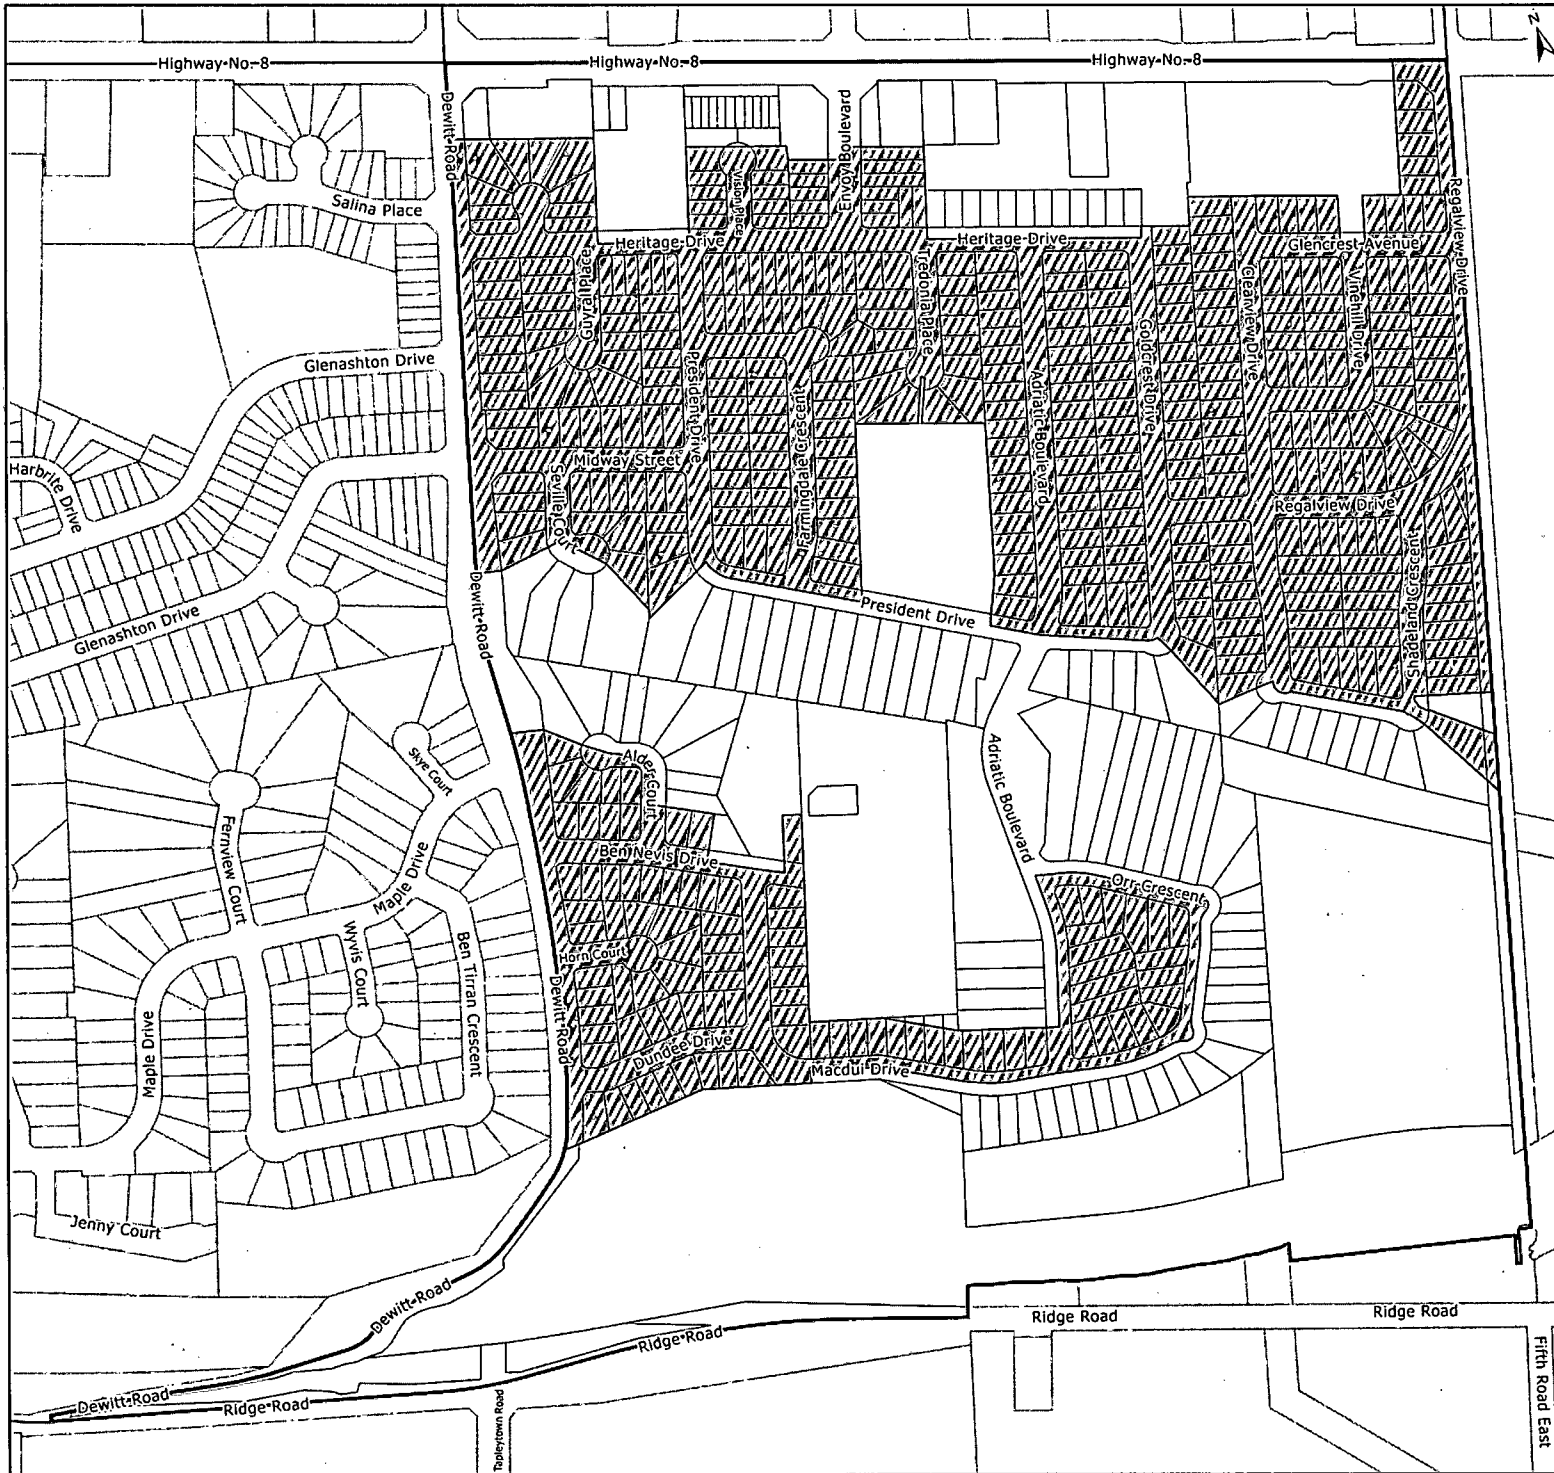 Z
Highway No. 8
Highway No. 8
Highway No. 8
Dewitt Road
Envoy Boulevard
Vision Place
Salina Place
Regalview Drive
Heritage Drive
Heritage Drive
Glencrest Avenue
Guyral Place
Fredonia Place
Clearview Drive
Glenashton Drive
President Drive
Goldcrest Drive
Adriatic Boulevard
Farmingdale Crescent
Midway Street
Harbrite Drive
Seville Court
Regalview Drive
Shadeland Crescent
Dewitt Road
President Drive
Glenashton Drive
Skye Court
Alder Court
Adriatic Boulevard
Fernview Court
Maple Drive
Ben Nevis Drive
Orr Crescent
Wyvis Court
Ben Tirran Crescent
Horn Court
Dewitt Road
Maple Drive
Dundee Drive
Macdui Drive
Jenny Court
Dewitt Road
Ridge Road
Ridge Road
Ridge Road
Dewitt Road
Ridge Road
Tapleytown Road
Fifth Road East